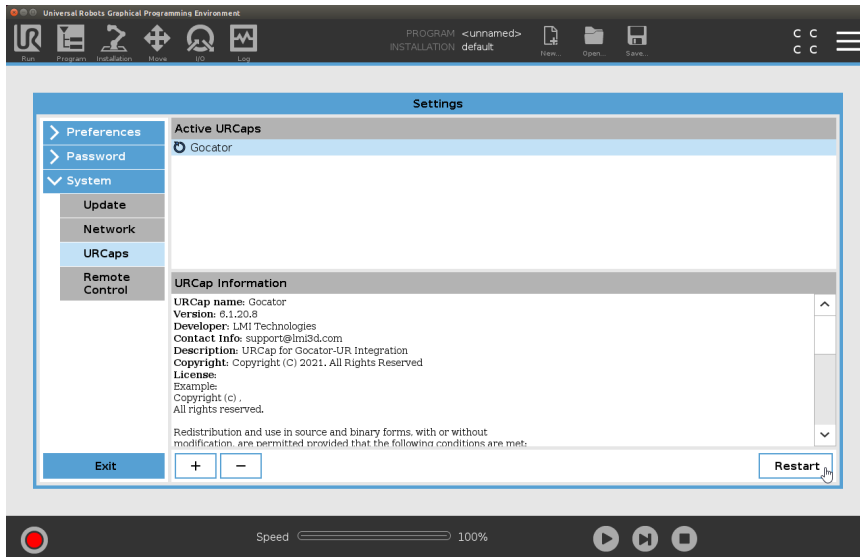 Universal Robots Graphical Programming Environment
UR
PROGRAM <unnamed>
INSTALLATION default
Run Program Installation Move I/O Log New... Open... Save...
C C
C C
Settings
Preferences
Password
System
Update
Network
URCaps
Remote
Control
Exit
Active URCaps
Gocator
URCap Information
URCap name: Gocator
Version: 6.1.20.8
Developer: LMI Technologies
Contact Info: support@lmi3d.com
Description: URCap for Gocator-UR Integration
Copyright: Copyright (C) 2021. All Rights Reserved
License:
Example:
Copyright (c) ,
All rights reserved.
Redistribution and use in source and binary forms, with or without
modification, are permitted provided that the following conditions are met:
+ −
Restart
Speed 100%